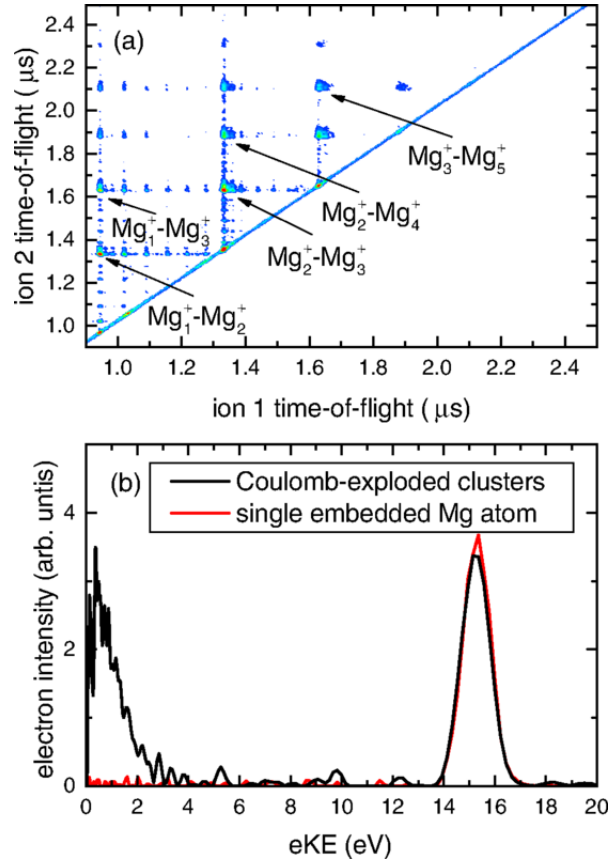 (a)
2.4
2.2
2.0
1.8
1.6
1.4
1.2
1.0
ion 2 time-of-flight ( μs)
Mg₃⁺-Mg₅⁺
Mg₂⁺-Mg₄⁺
Mg₁⁺-Mg₃⁺
Mg₂⁺-Mg₃⁺
Mg₁⁺-Mg₂⁺
1.0 1.2 1.4 1.6 1.8 2.0 2.2 2.4
ion 1 time-of-flight ( μs)
(b)
Coulomb-exploded clusters
single embedded Mg atom
4
2
0
electron intensity (arb. untis)
0 2 4 6 8 10 12 14 16 18 20
eKE (eV)